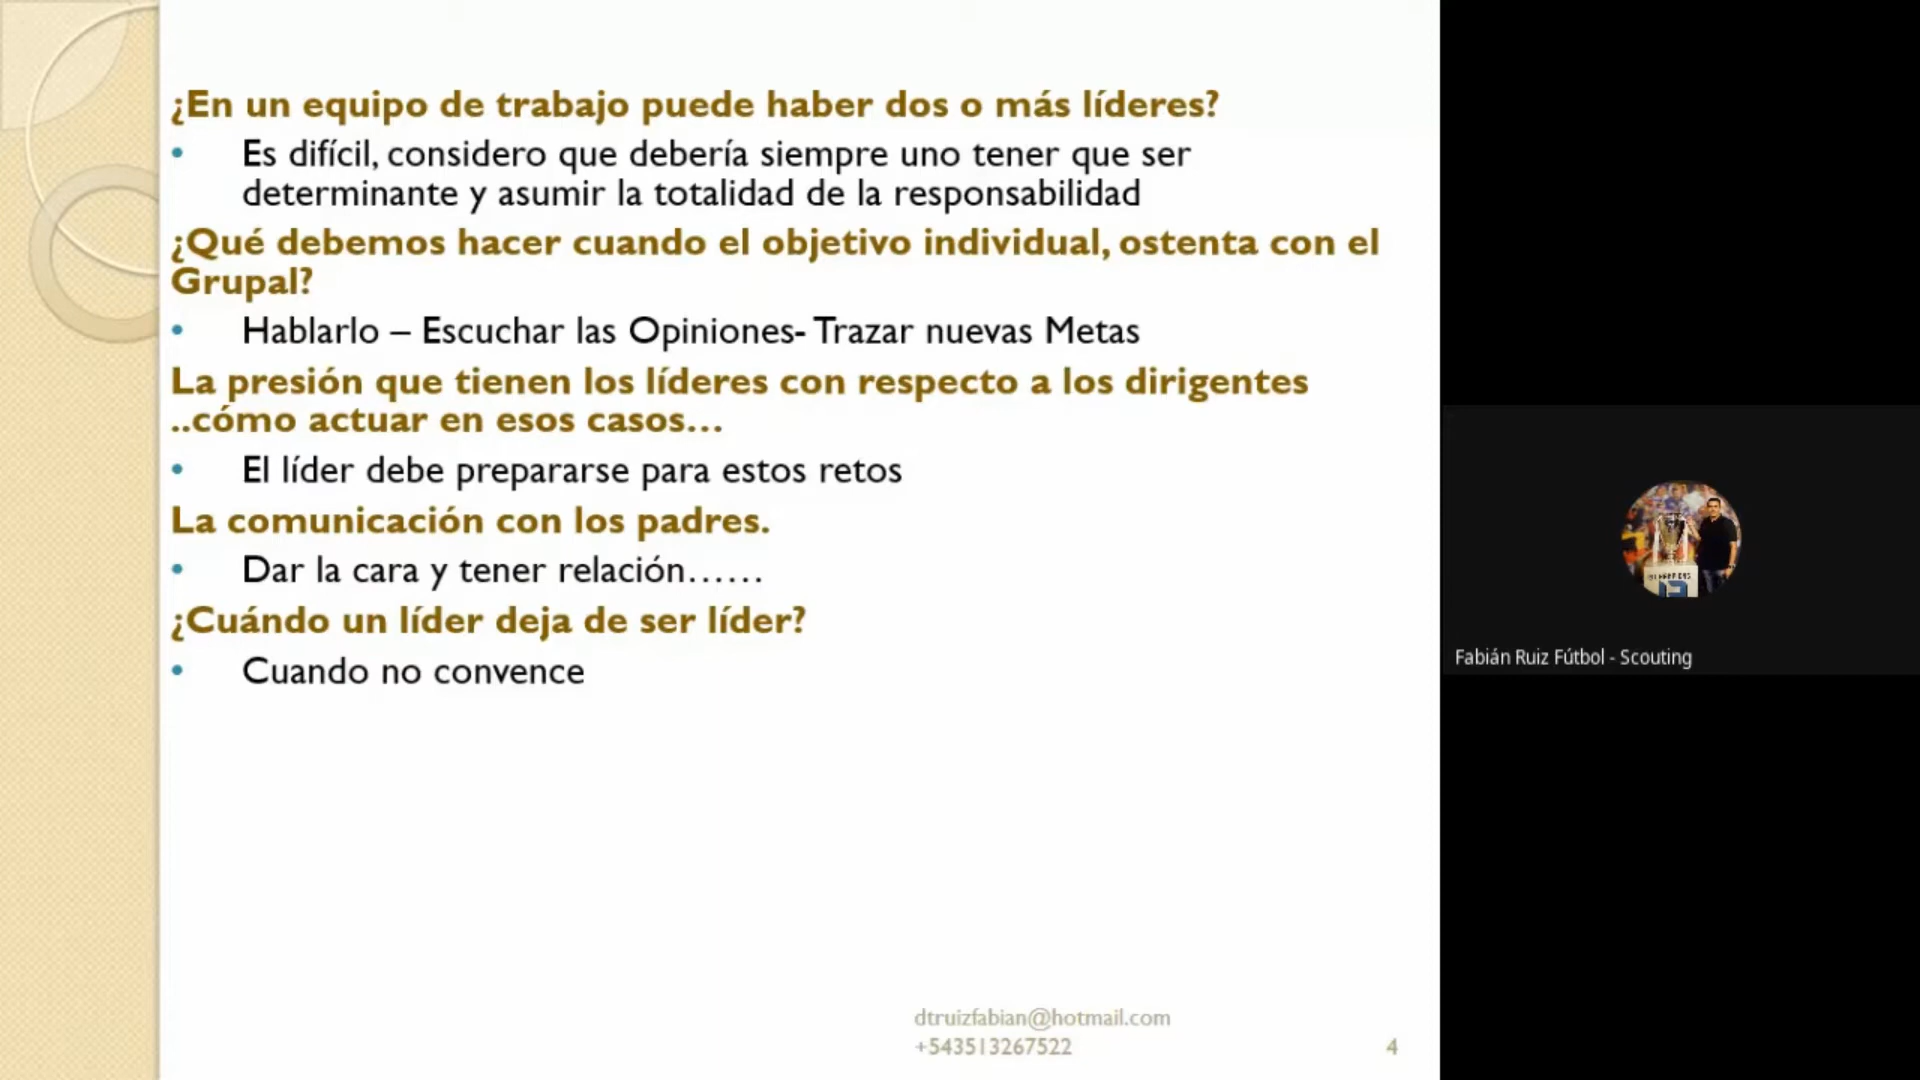 ¿En un equipo de trabajo puede haber dos o más líderes?
• Es difícil, considero que debería siempre uno tener que ser
determinante y asumir la totalidad de la responsabilidad
¿Qué debemos hacer cuando el objetivo individual, ostenta con el
Grupal?
• Hablarlo – Escuchar las Opiniones- Trazar nuevas Metas
La presión que tienen los líderes con respecto a los dirigentes
..cómo actuar en esos casos…
• El líder debe prepararse para estos retos
La comunicación con los padres.
• Dar la cara y tener relación……
¿Cuándo un líder deja de ser líder?
• Cuando no convence
dtruizfabian@hotmail.com
+543513267522
4
Fabián Ruiz Fútbol - Scouting